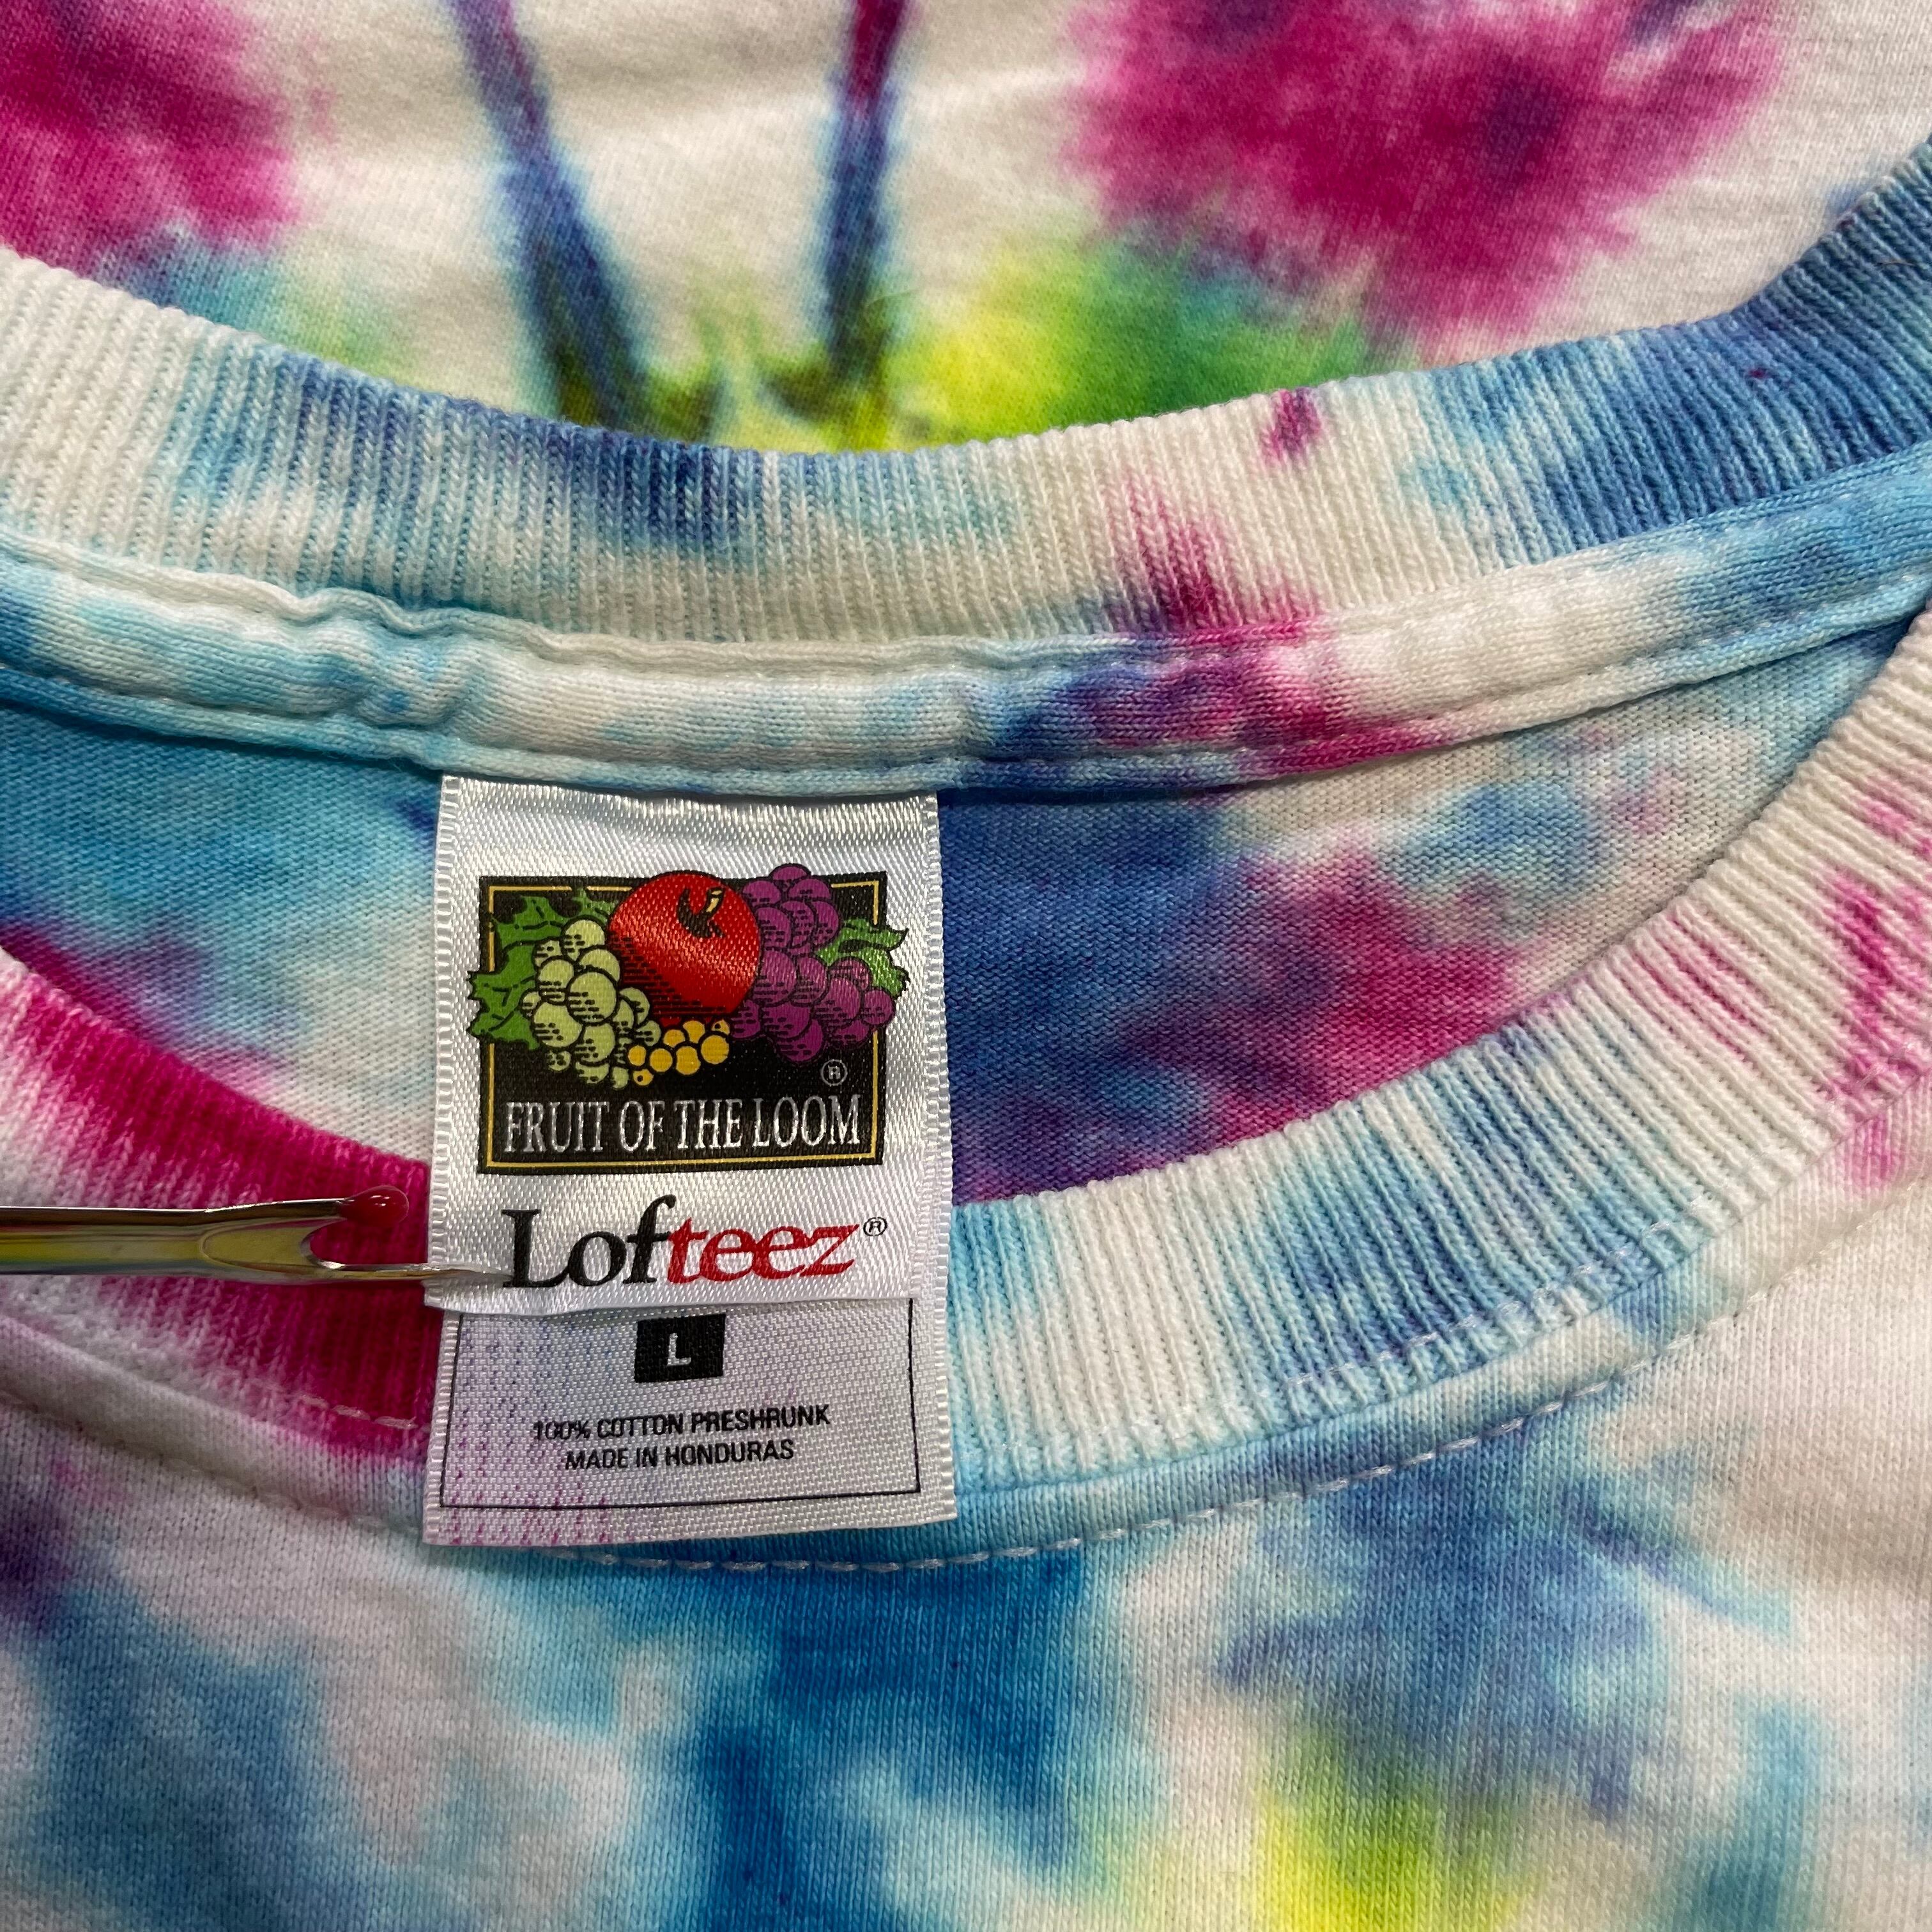 ®
FRUIT OF THE LOOM
Lofteez®
L
100% COTTON PRESHRUNK
MADE IN HONDURAS